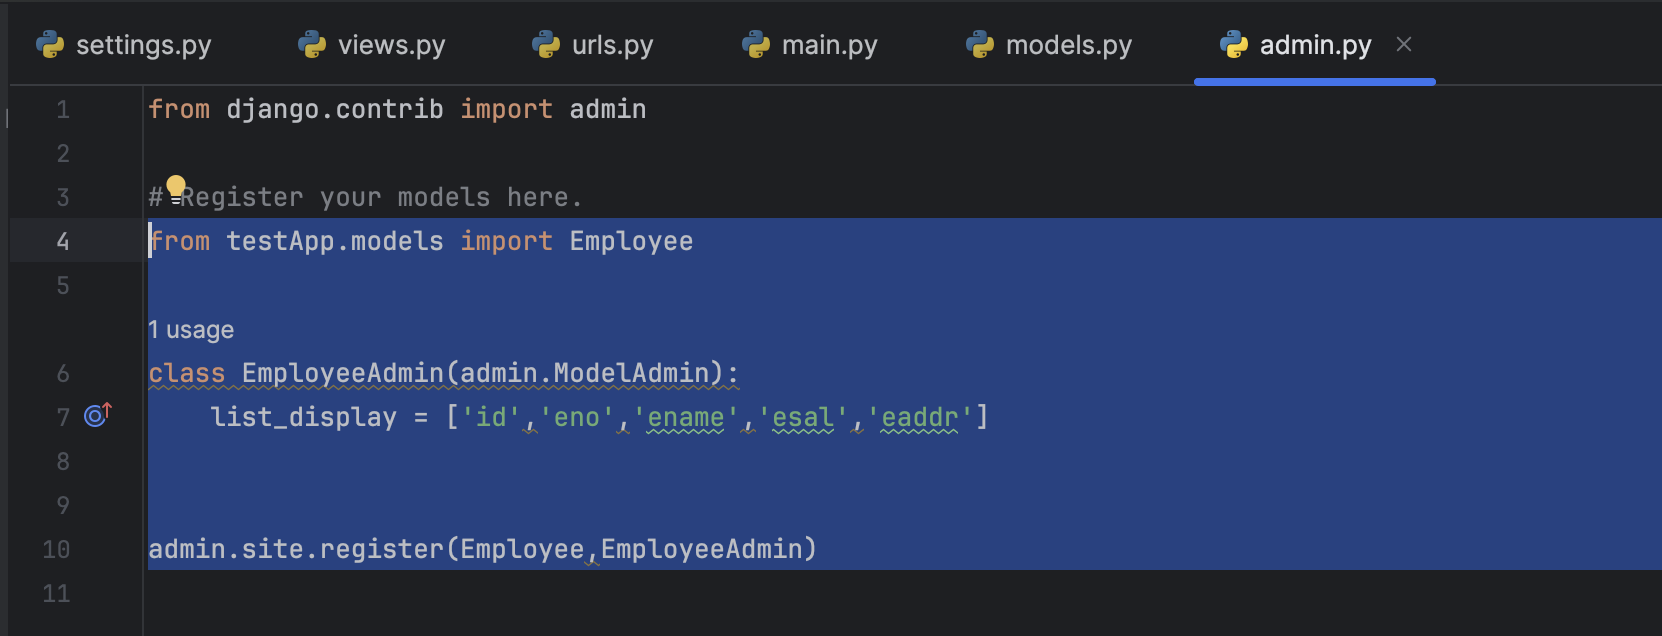 settings.py views.py urls.py main.py models.py admin.py
1 from django.contrib import admin
2
3 # Register your models here.
4 from testApp.models import Employee
5
1 usage
6 class EmployeeAdmin(admin.ModelAdmin):
7 list_display = ['id','eno','ename','esal','eaddr']
8
9
10 admin.site.register(Employee,EmployeeAdmin)
11